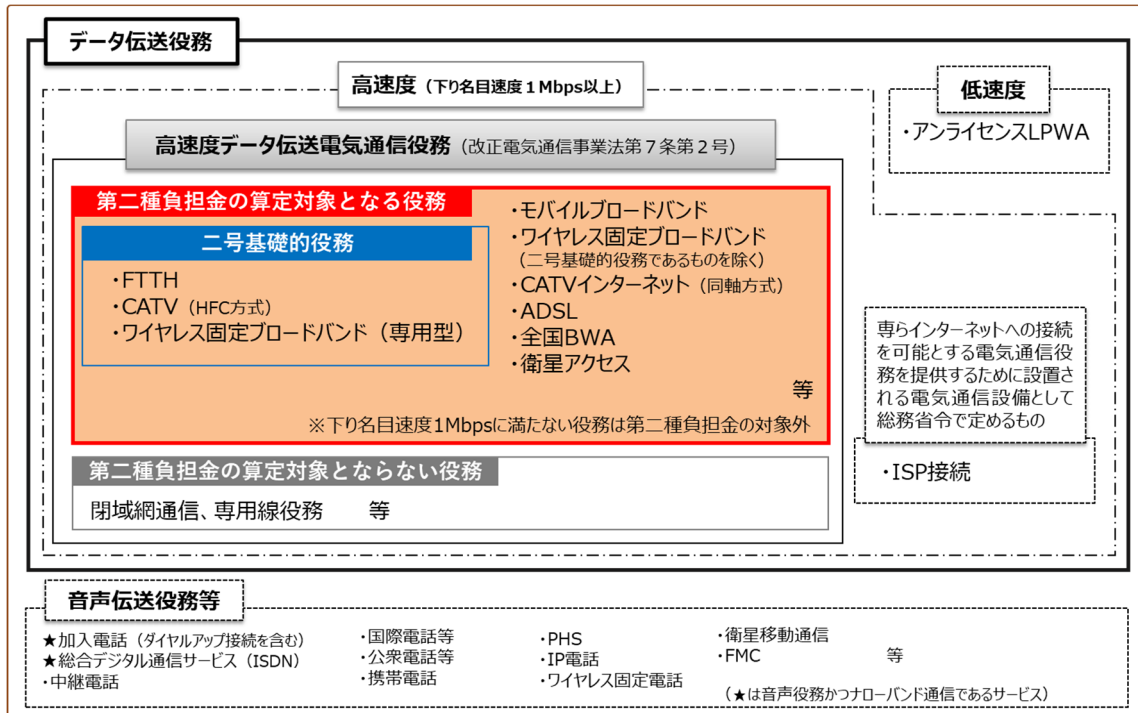 データ伝送役務
高速度（下り名目速度１Mbps以上）
低速度
・アンライセンスLPWA
高速度データ伝送電気通信役務（改正電気通信事業法第７条第２号）
第二種負担金の算定対象となる役務
二号基礎的役務
・FTTH
・CATV（HFC方式）
・ワイヤレス固定ブロードバンド（専用型）
・モバイルブロードバンド
・ワイヤレス固定ブロードバンド
（二号基礎的役務であるものを除く）
・CATVインターネット（同軸方式）
・ADSL
・全国BWA
・衛星アクセス
等
※下り名目速度1Mbpsに満たない役務は第二種負担金の対象外
専らインターネットへの接続
を可能とする電気通信役
務を提供するために設置さ
れる電気通信設備として
総務省令で定めるもの
・ISP接続
第二種負担金の算定対象とならない役務
閉域網通信、専用線役務　　等
音声伝送役務等
★加入電話（ダイヤルアップ接続を含む）
★総合デジタル通信サービス（ISDN）
・中継電話
・国際電話等
・公衆電話等
・携帯電話
・PHS
・IP電話
・ワイヤレス固定電話
・衛星移動通信
・FMC　　等
（★は音声役務かつナローバンド通信であるサービス）